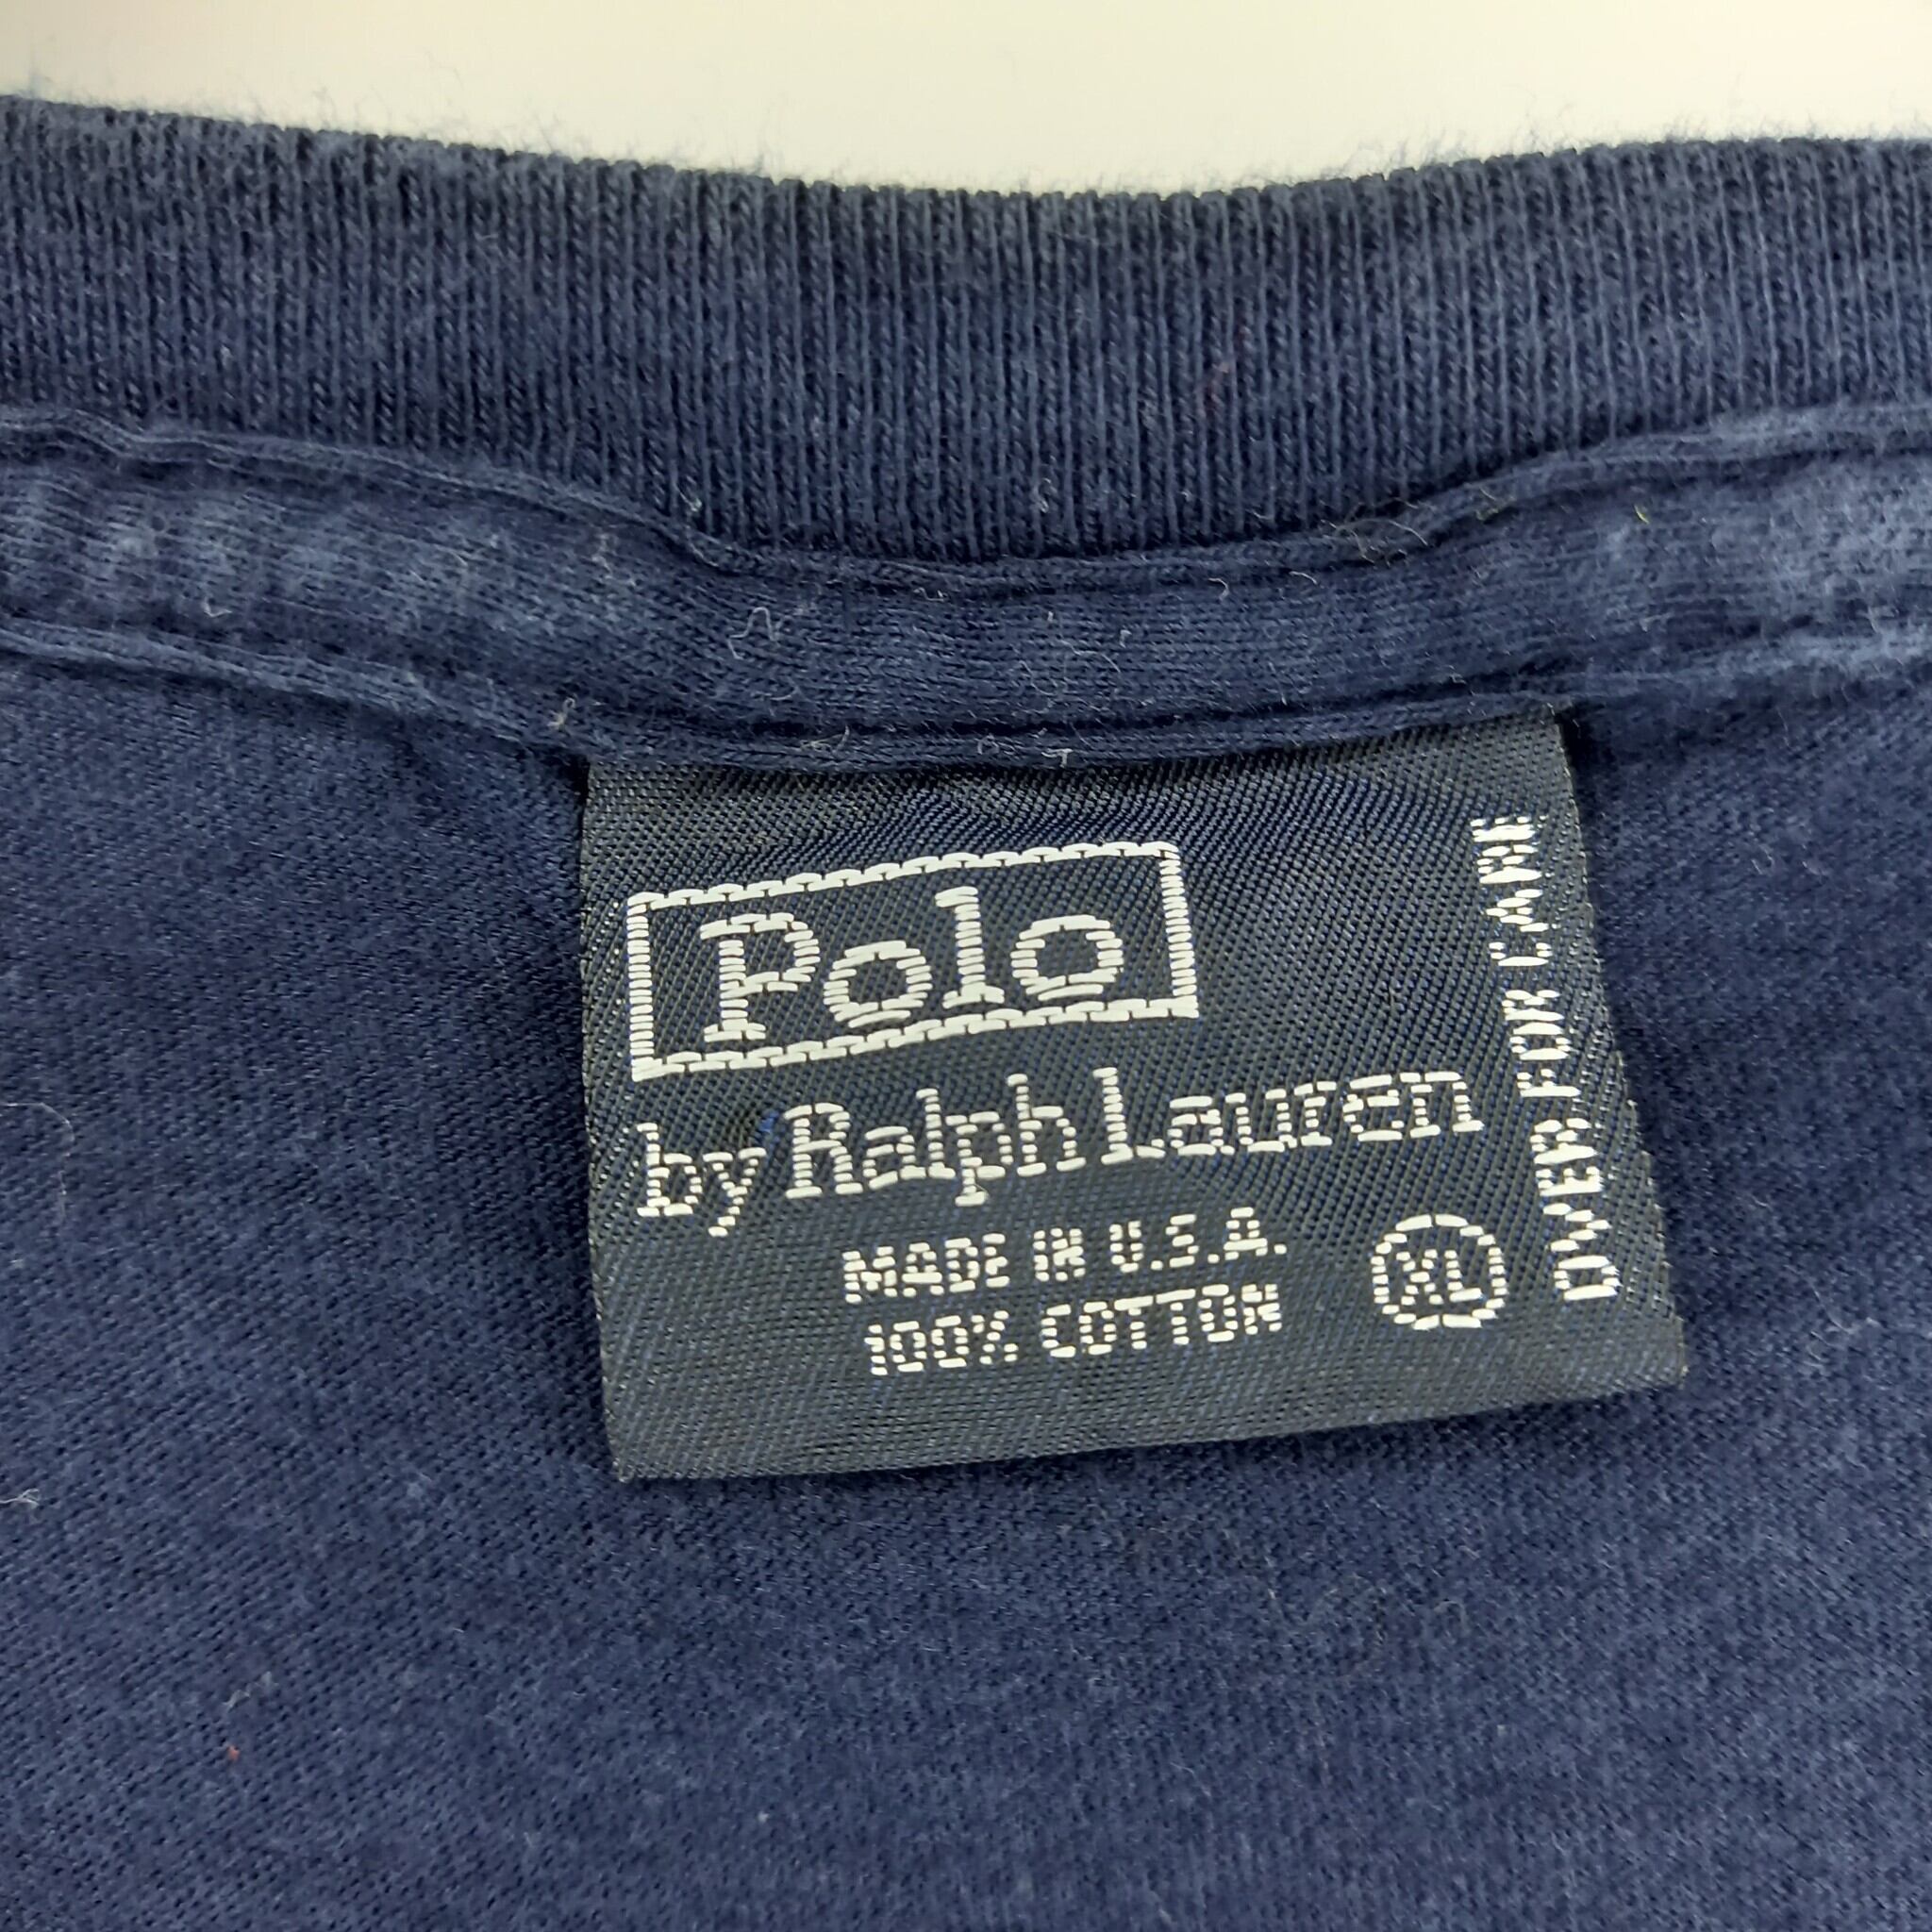 Polo
by Ralph Lauren
MADE IN U.S.A.
100% COTTON
XL
OVER FOR CARE